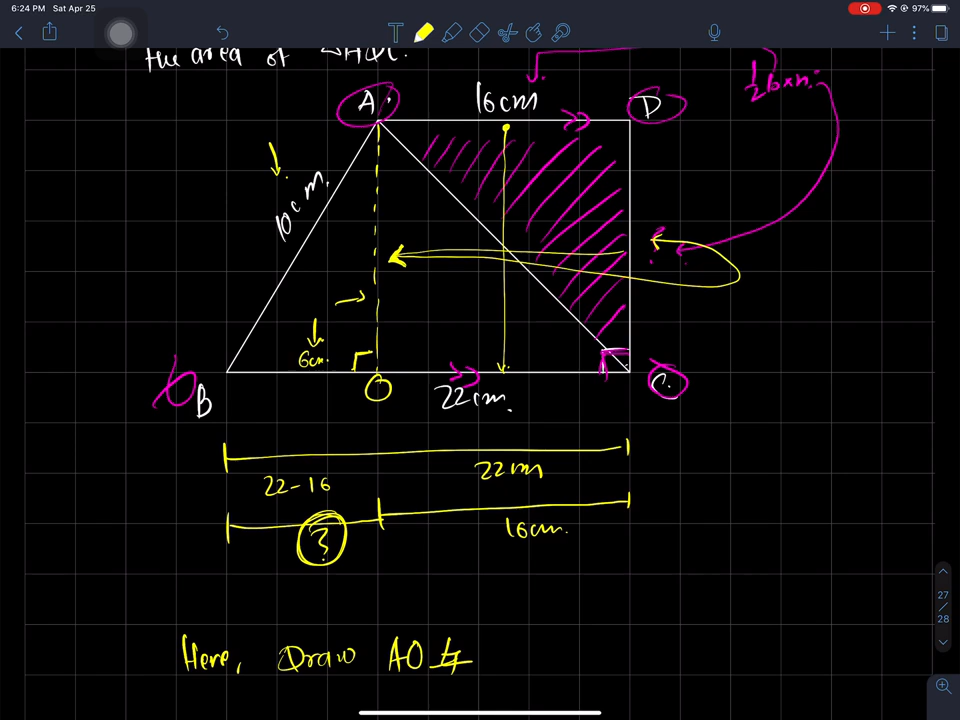 6:24 PM Sat Apr 25
97%
the area of
A
16cm
D
10cm.
6cm.
B
O
22cm.
C
22-16
22cm
?
16cm.
27
/
28
Here, Draw AO